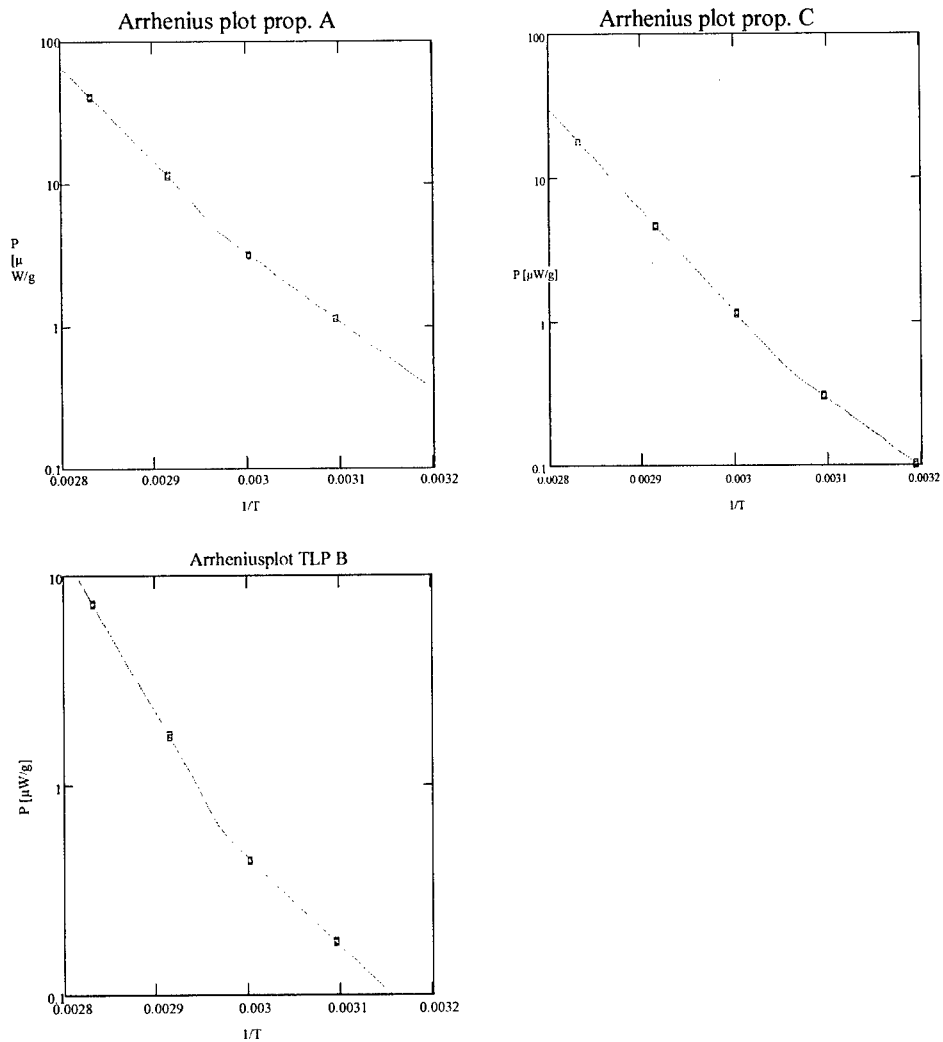 Arrhenius plot prop. A
100
10
P
[µ
W/g
1
0.1
0.0028 0.0029 0.003 0.0031 0.0032
1/T
Arrhenius plot prop. C
100
10
P [µW/g]
1
0.1
0.0028 0.0029 0.003 0.0031 0.0032
1/T
Arrheniusplot TLP B
10
P [µW/g]
1
0.1
0.0028 0.0029 0.003 0.0031 0.0032
1/T